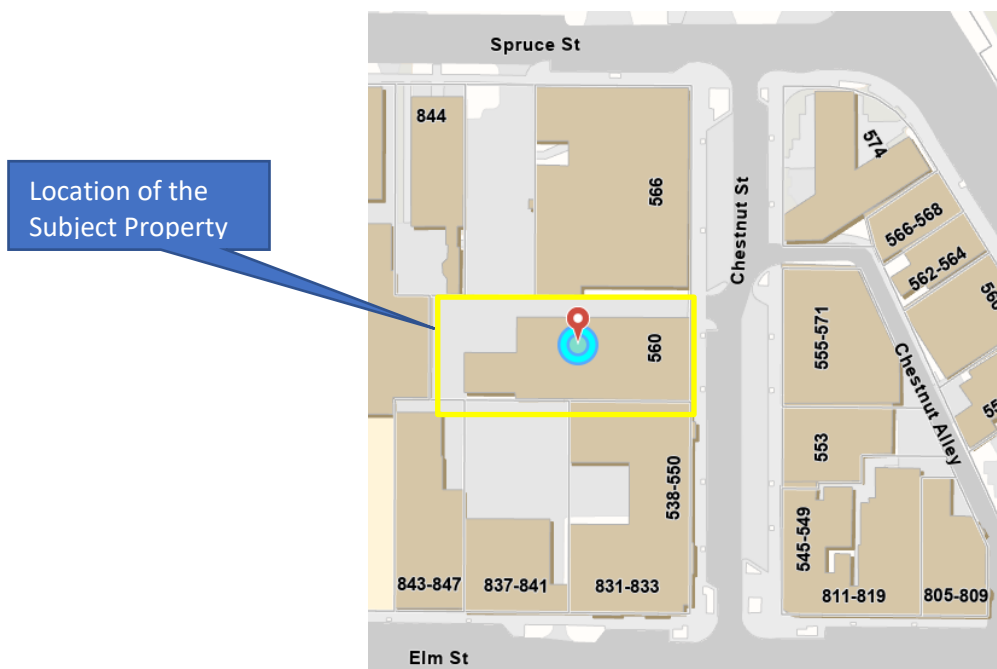 Spruce St
844
574
566
Chestnut St
Location of the
Subject Property
566-568
562-564
560
555-571
Chestnut Alley
553
538-550
545-549
843-847
837-841
831-833
811-819
805-809
Elm St